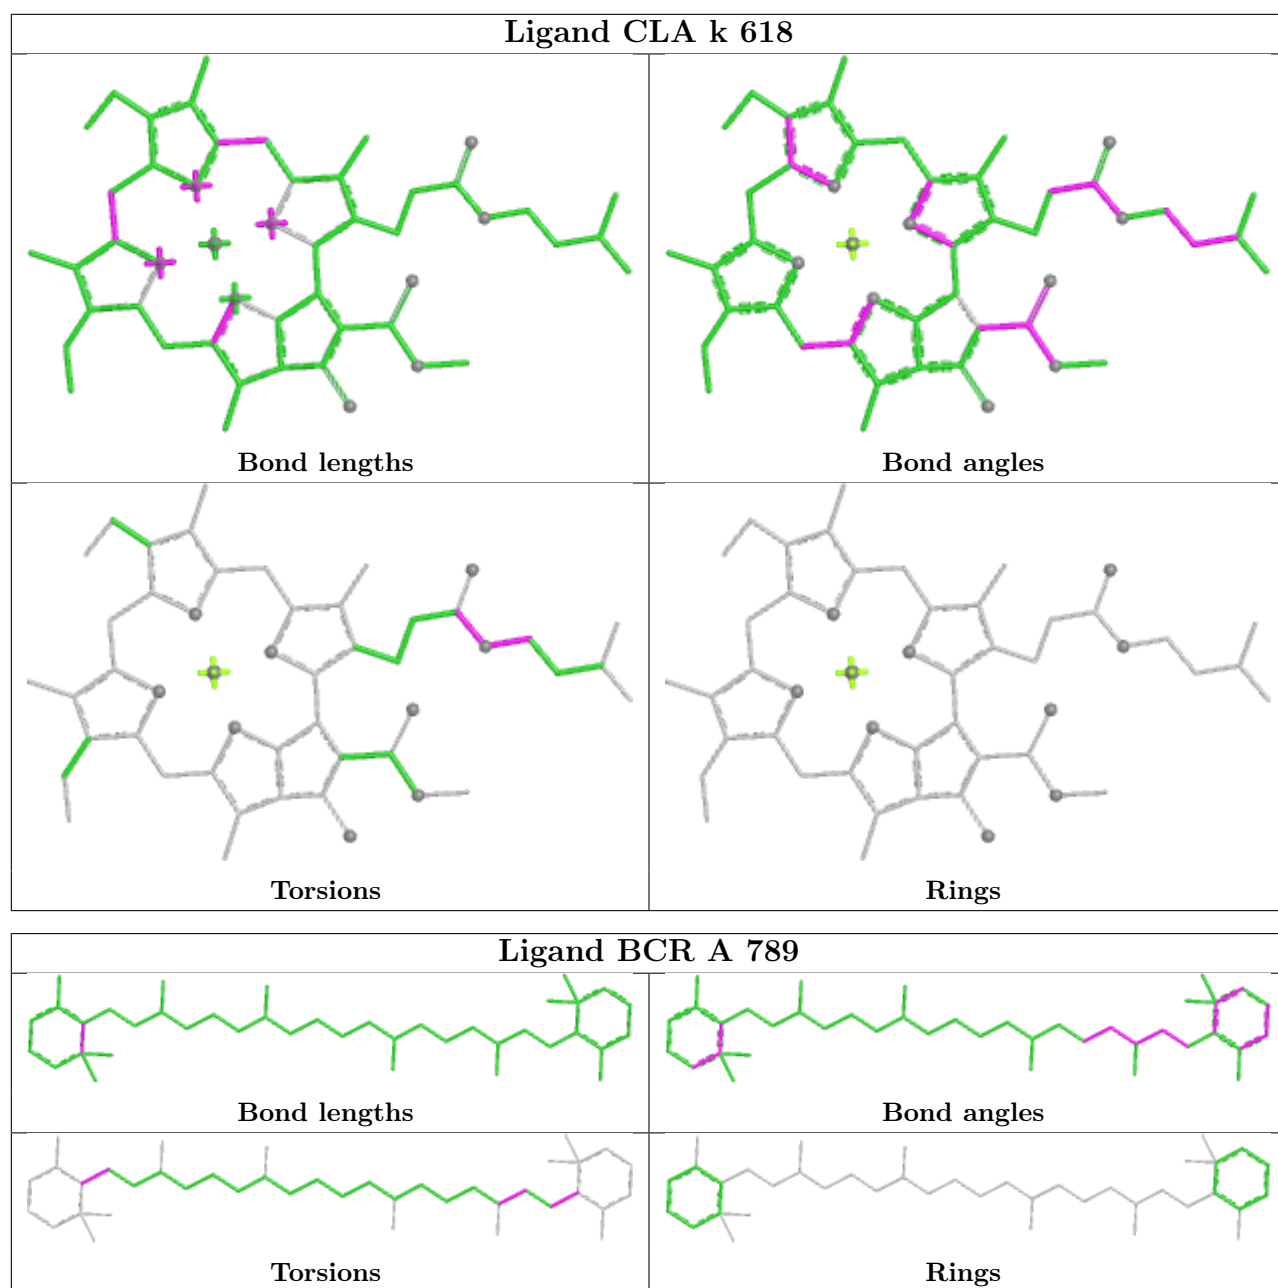 Ligand CLA k 618
Bond lengths
Bond angles
Torsions
Rings
Ligand BCR A 789
Bond lengths
Bond angles
Torsions
Rings